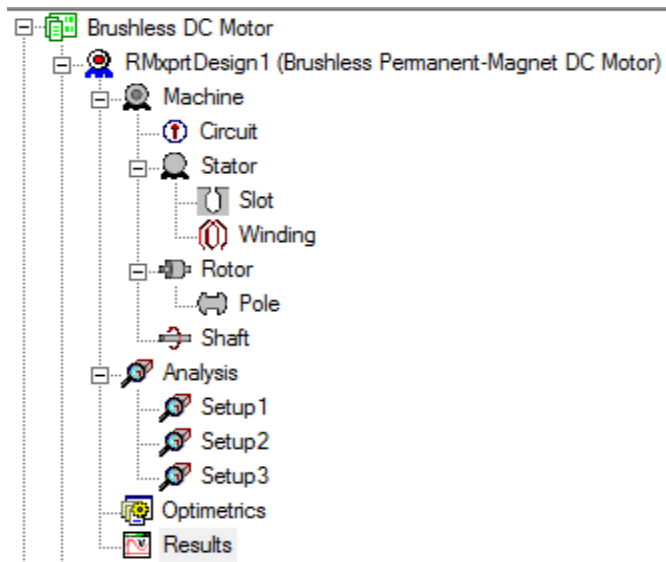 Brushless DC Motor
RMxprtDesign1 (Brushless Permanent-Magnet DC Motor)
Machine
Circuit
Stator
Slot
Winding
Rotor
Pole
Shaft
Analysis
Setup1
Setup2
Setup3
Optimetrics
Results